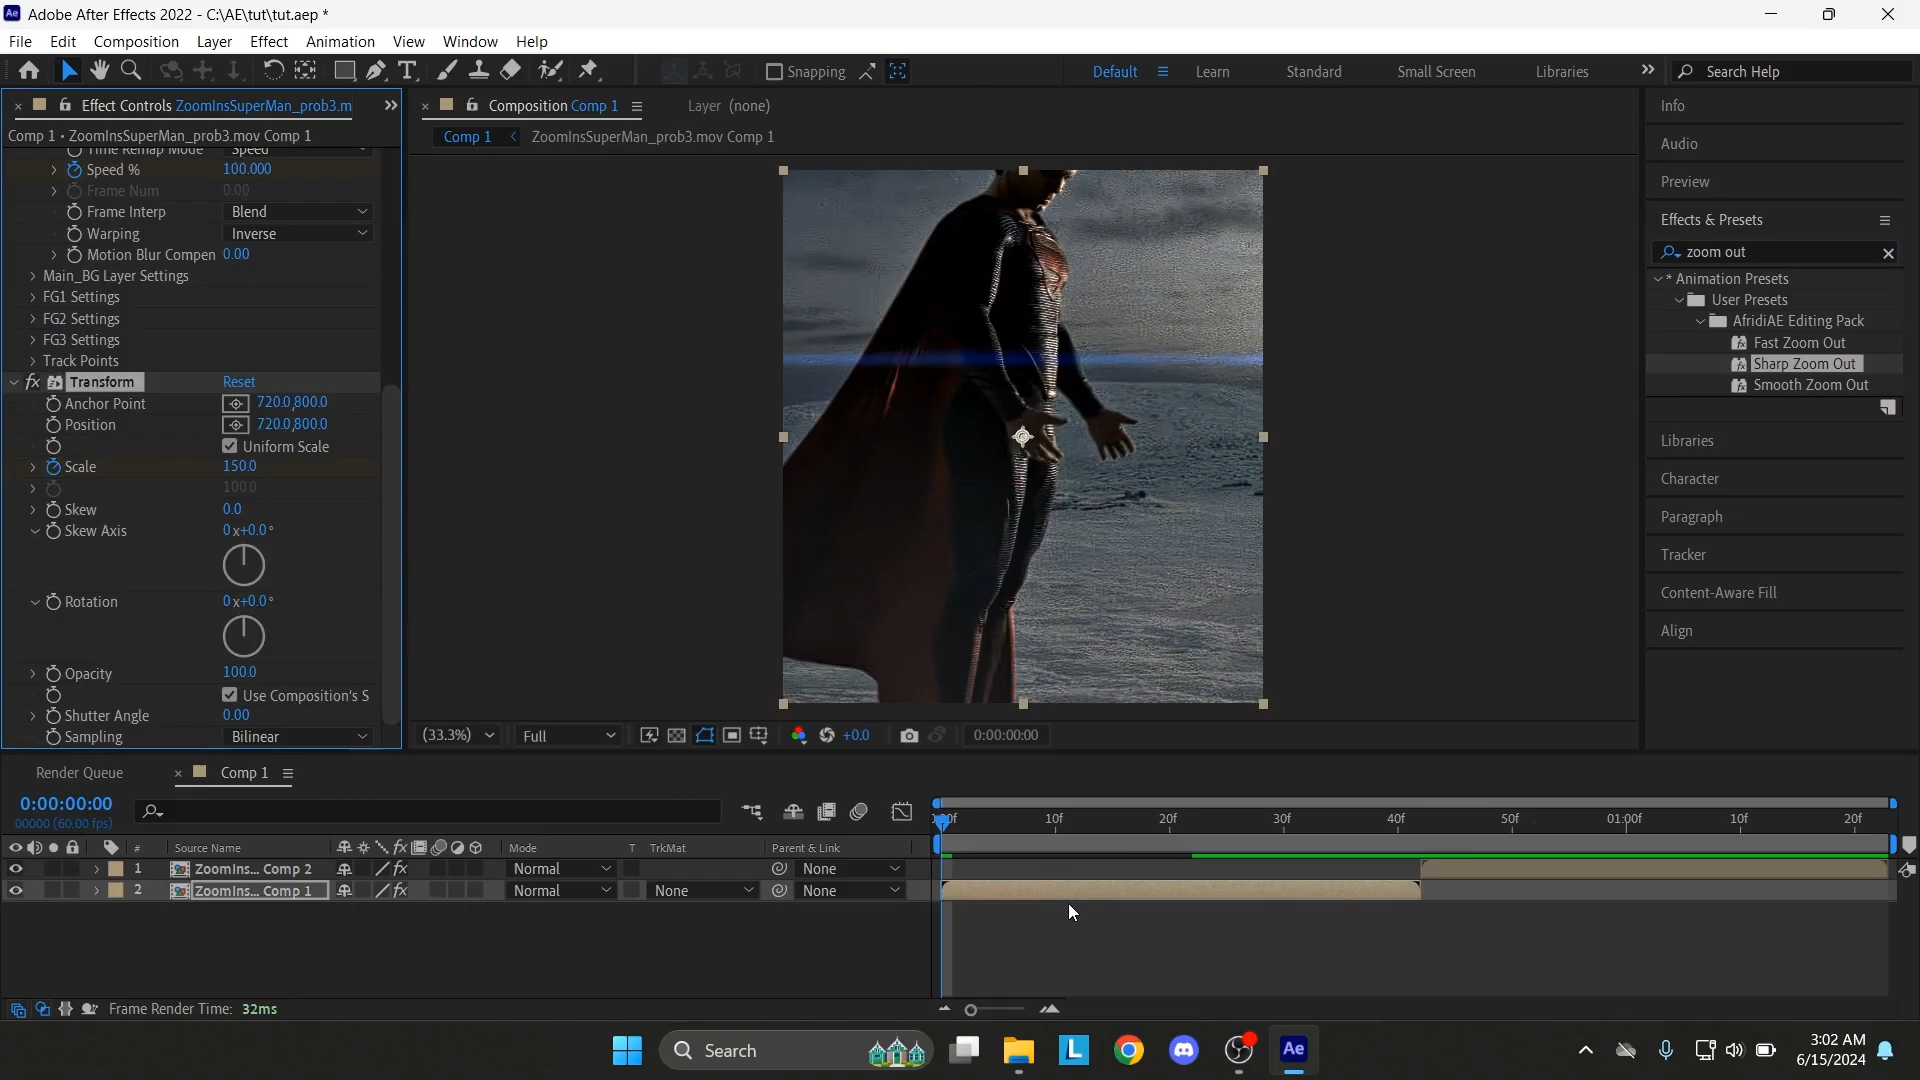 Adobe After Effects 2022 - C:\AE\tut\tut.aep *
File Edit Composition Layer Effect Animation View Window Help
Snapping Default Learn Standard Small Screen Libraries Search Help
Effect Controls ZoomInsSuperMan_prob3.m
Comp 1 • ZoomInsSuperMan_prob3.mov Comp 1
Time Remap Mode Speed
Speed % 100.000
Frame Num 0.00
Frame Interp Blend
Warping Inverse
Motion Blur Compen 0.00
Main_BG Layer Settings
FG1 Settings
FG2 Settings
FG3 Settings
Track Points
fx Transform Reset
Anchor Point 720.0,800.0
Position 720.0,800.0
Uniform Scale
Scale 150.0
100.0
Skew 0.0
Skew Axis 0x+0.0°
Rotation 0x+0.0°
Opacity 100.0
Use Composition's S
Shutter Angle 0.00
Sampling Bilinear
Composition Comp 1 Layer (none)
Comp 1 < ZoomInsSuperMan_prob3.mov Comp 1
(33.3%) Full +0.0 0:00:00:00
Info
Audio
Preview
Effects & Presets
zoom out
* Animation Presets
User Presets
AfridiAE Editing Pack
Fast Zoom Out
Sharp Zoom Out
Smooth Zoom Out
Libraries
Character
Paragraph
Tracker
Content-Aware Fill
Align
Render Queue Comp 1
0:00:00:00
00000 (60.00 fps)
10f 20f 30f 40f 50f 01:00f 10f 20f
# Source Name fx Mode T TrkMat Parent & Link
1 ZoomIns... Comp 2 fx Normal None
2 ZoomIns... Comp 1 fx Normal None None
Frame Render Time: 32ms
Search L Ae
3:02 AM
6/15/2024